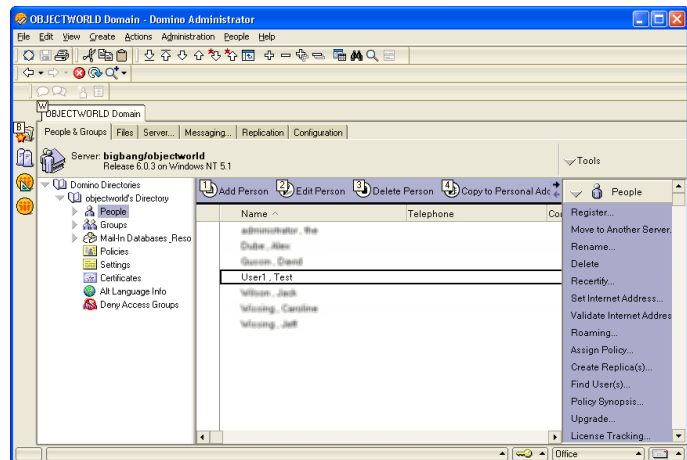 OBJECTWORLD Domain - Domino Administrator
File Edit View Create Actions Administration People Help
W
OBJECTWORLD Domain
B
People & Groups Files Server... Messaging... Replication Configuration
Server: bigbang/objectworld
Release 6.0.3 on Windows NT 5.1
Tools
Domino Directories
objectworld's Directory
People
Groups
Mail-In Databases _Reso
Policies
Settings
Certificates
Alt Language Info
Deny Access Groups
1 Add Person 2 Edit Person 3 Delete Person 4 Copy to Personal Adc
Name ^ Telephone Cor
User1 , Test
People
Register...
Move to Another Server.
Rename...
Delete
Recertify...
Set Internet Address...
Validate Internet Addres
Roaming...
Assign Policy...
Create Replica(s)...
Find User(s)...
Policy Synopsis...
Upgrade...
License Tracking...
Office